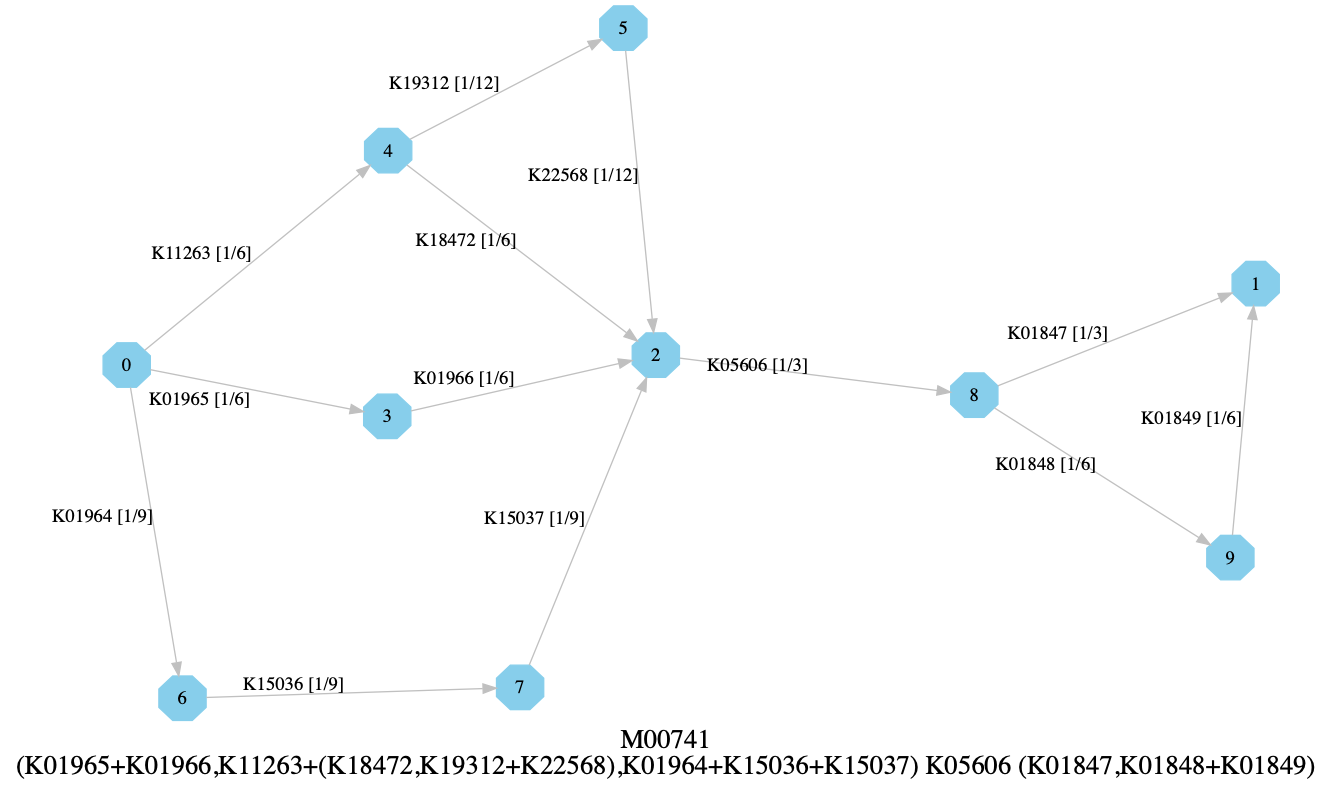 5
K19312 [1/12]
4
K22568 [1/12]
K18472 [1/6]
K11263 [1/6]
1
K01847 [1/3]
2
0
K05606 [1/3]
K01966 [1/6]
8
K01965 [1/6]
3
K01849 [1/6]
K01848 [1/6]
K01964 [1/9]
K15037 [1/9]
9
K15036 [1/9]
7
6
M00741
(K01965+K01966,K11263+(K18472,K19312+K22568),K01964+K15036+K15037) K05606 (K01847,K01848+K01849)